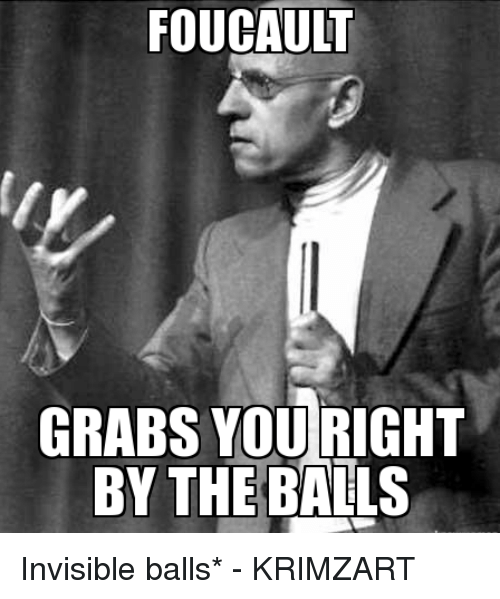 FOUCAULT
GRABS YOU RIGHT
BY THE BALLS
Invisible balls* - KRIMZART